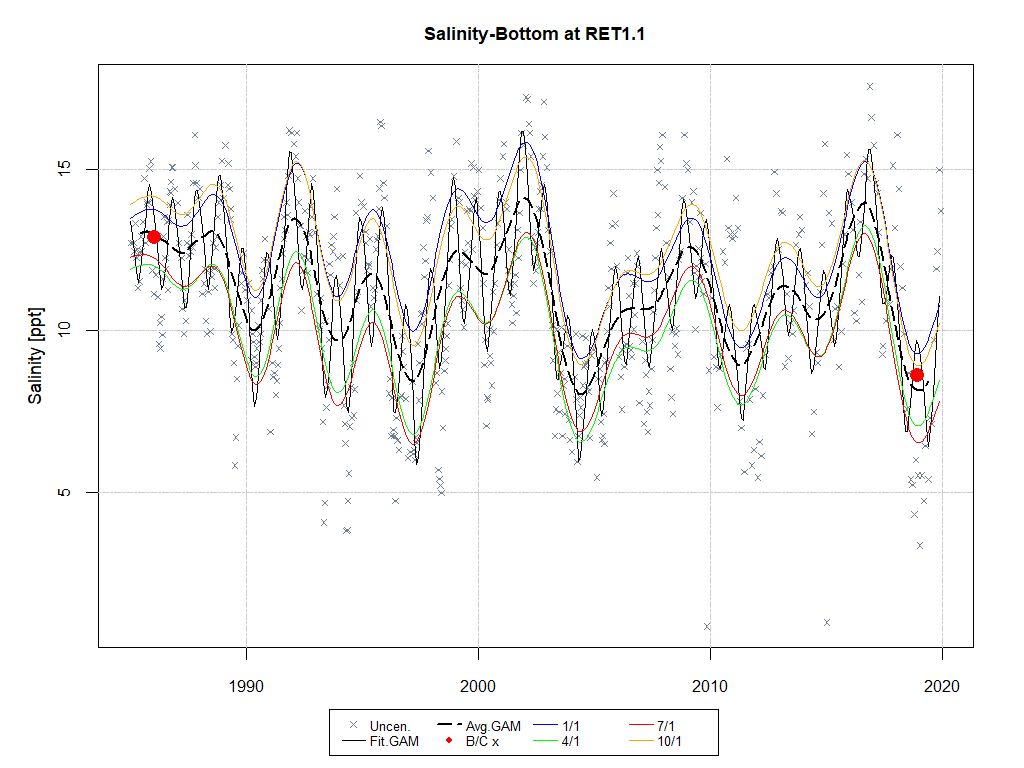 Salinity-Bottom at RET1.1
Salinity [ppt]
15
10
5
1990 2000 2010 2020
Uncen. Avg.GAM 1/1 7/1
Fit.GAM B/C x 4/1 10/1